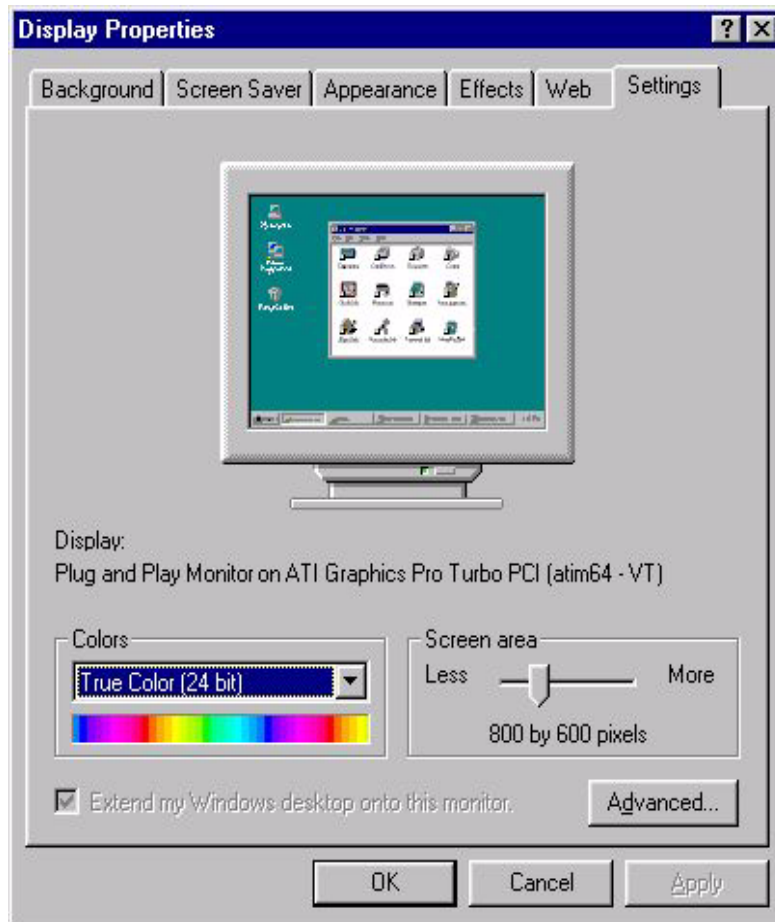 Display Properties
Background Screen Saver Appearance Effects Web Settings
Display:
Plug and Play Monitor on ATI Graphics Pro Turbo PCI (atim64 - VT)
Colors
True Color (24 bit)
Screen area
Less More
800 by 600 pixels
Extend my Windows desktop onto this monitor.
Advanced...
OK Cancel Apply